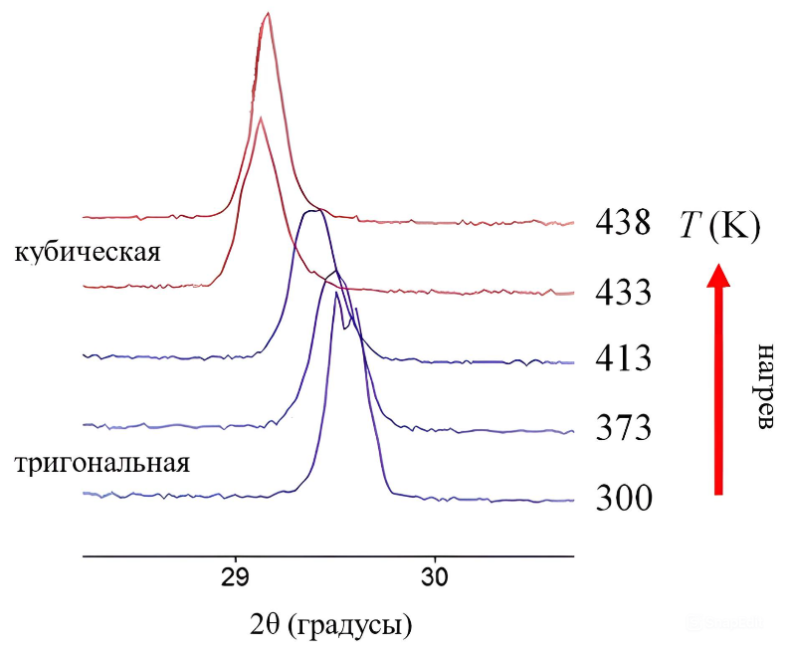 438 T (K)
кубическая
433
413
нагрев
373
тригональная
300
29 30
2θ (градусы)